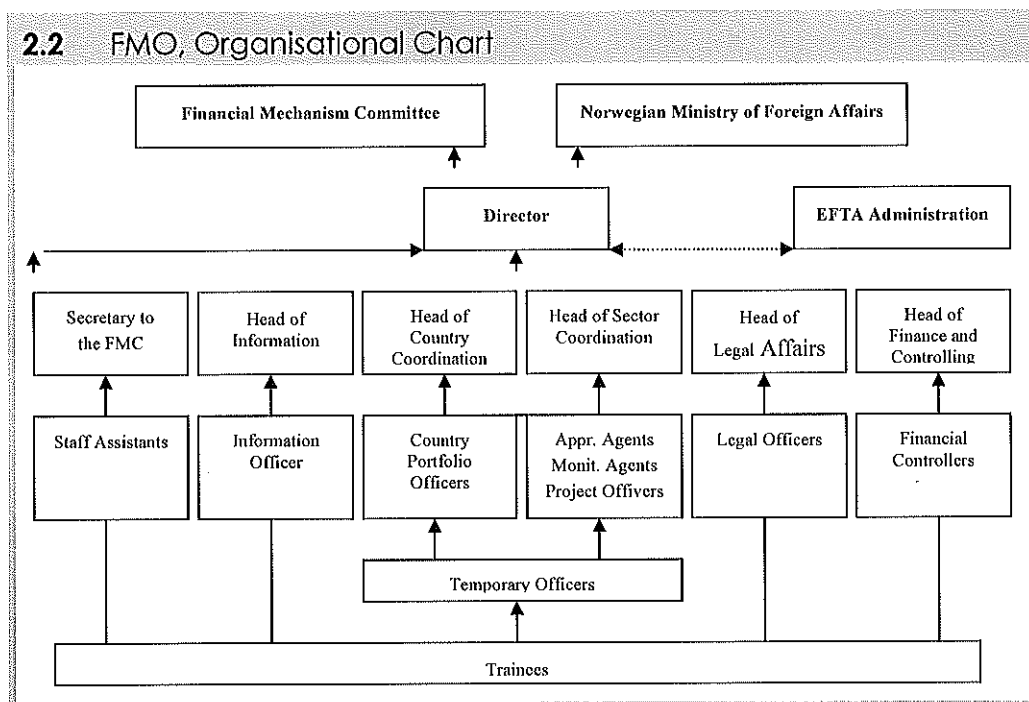 2.2 FMO, Organisational Chart
Financial Mechanism Committee
Norwegian Ministry of Foreign Affairs
Director
EFTA Administration
Secretary to
the FMC
Head of
Information
Head of
Country
Coordination
Head of Sector
Coordination
Head of
Legal Affairs
Head of
Finance and
Controlling
Staff Assistants
Information
Officer
Country
Portfolio
Officers
Appr. Agents
Monit. Agents
Project Offivers
Legal Officers
Financial
Controllers
Temporary Officers
Trainees